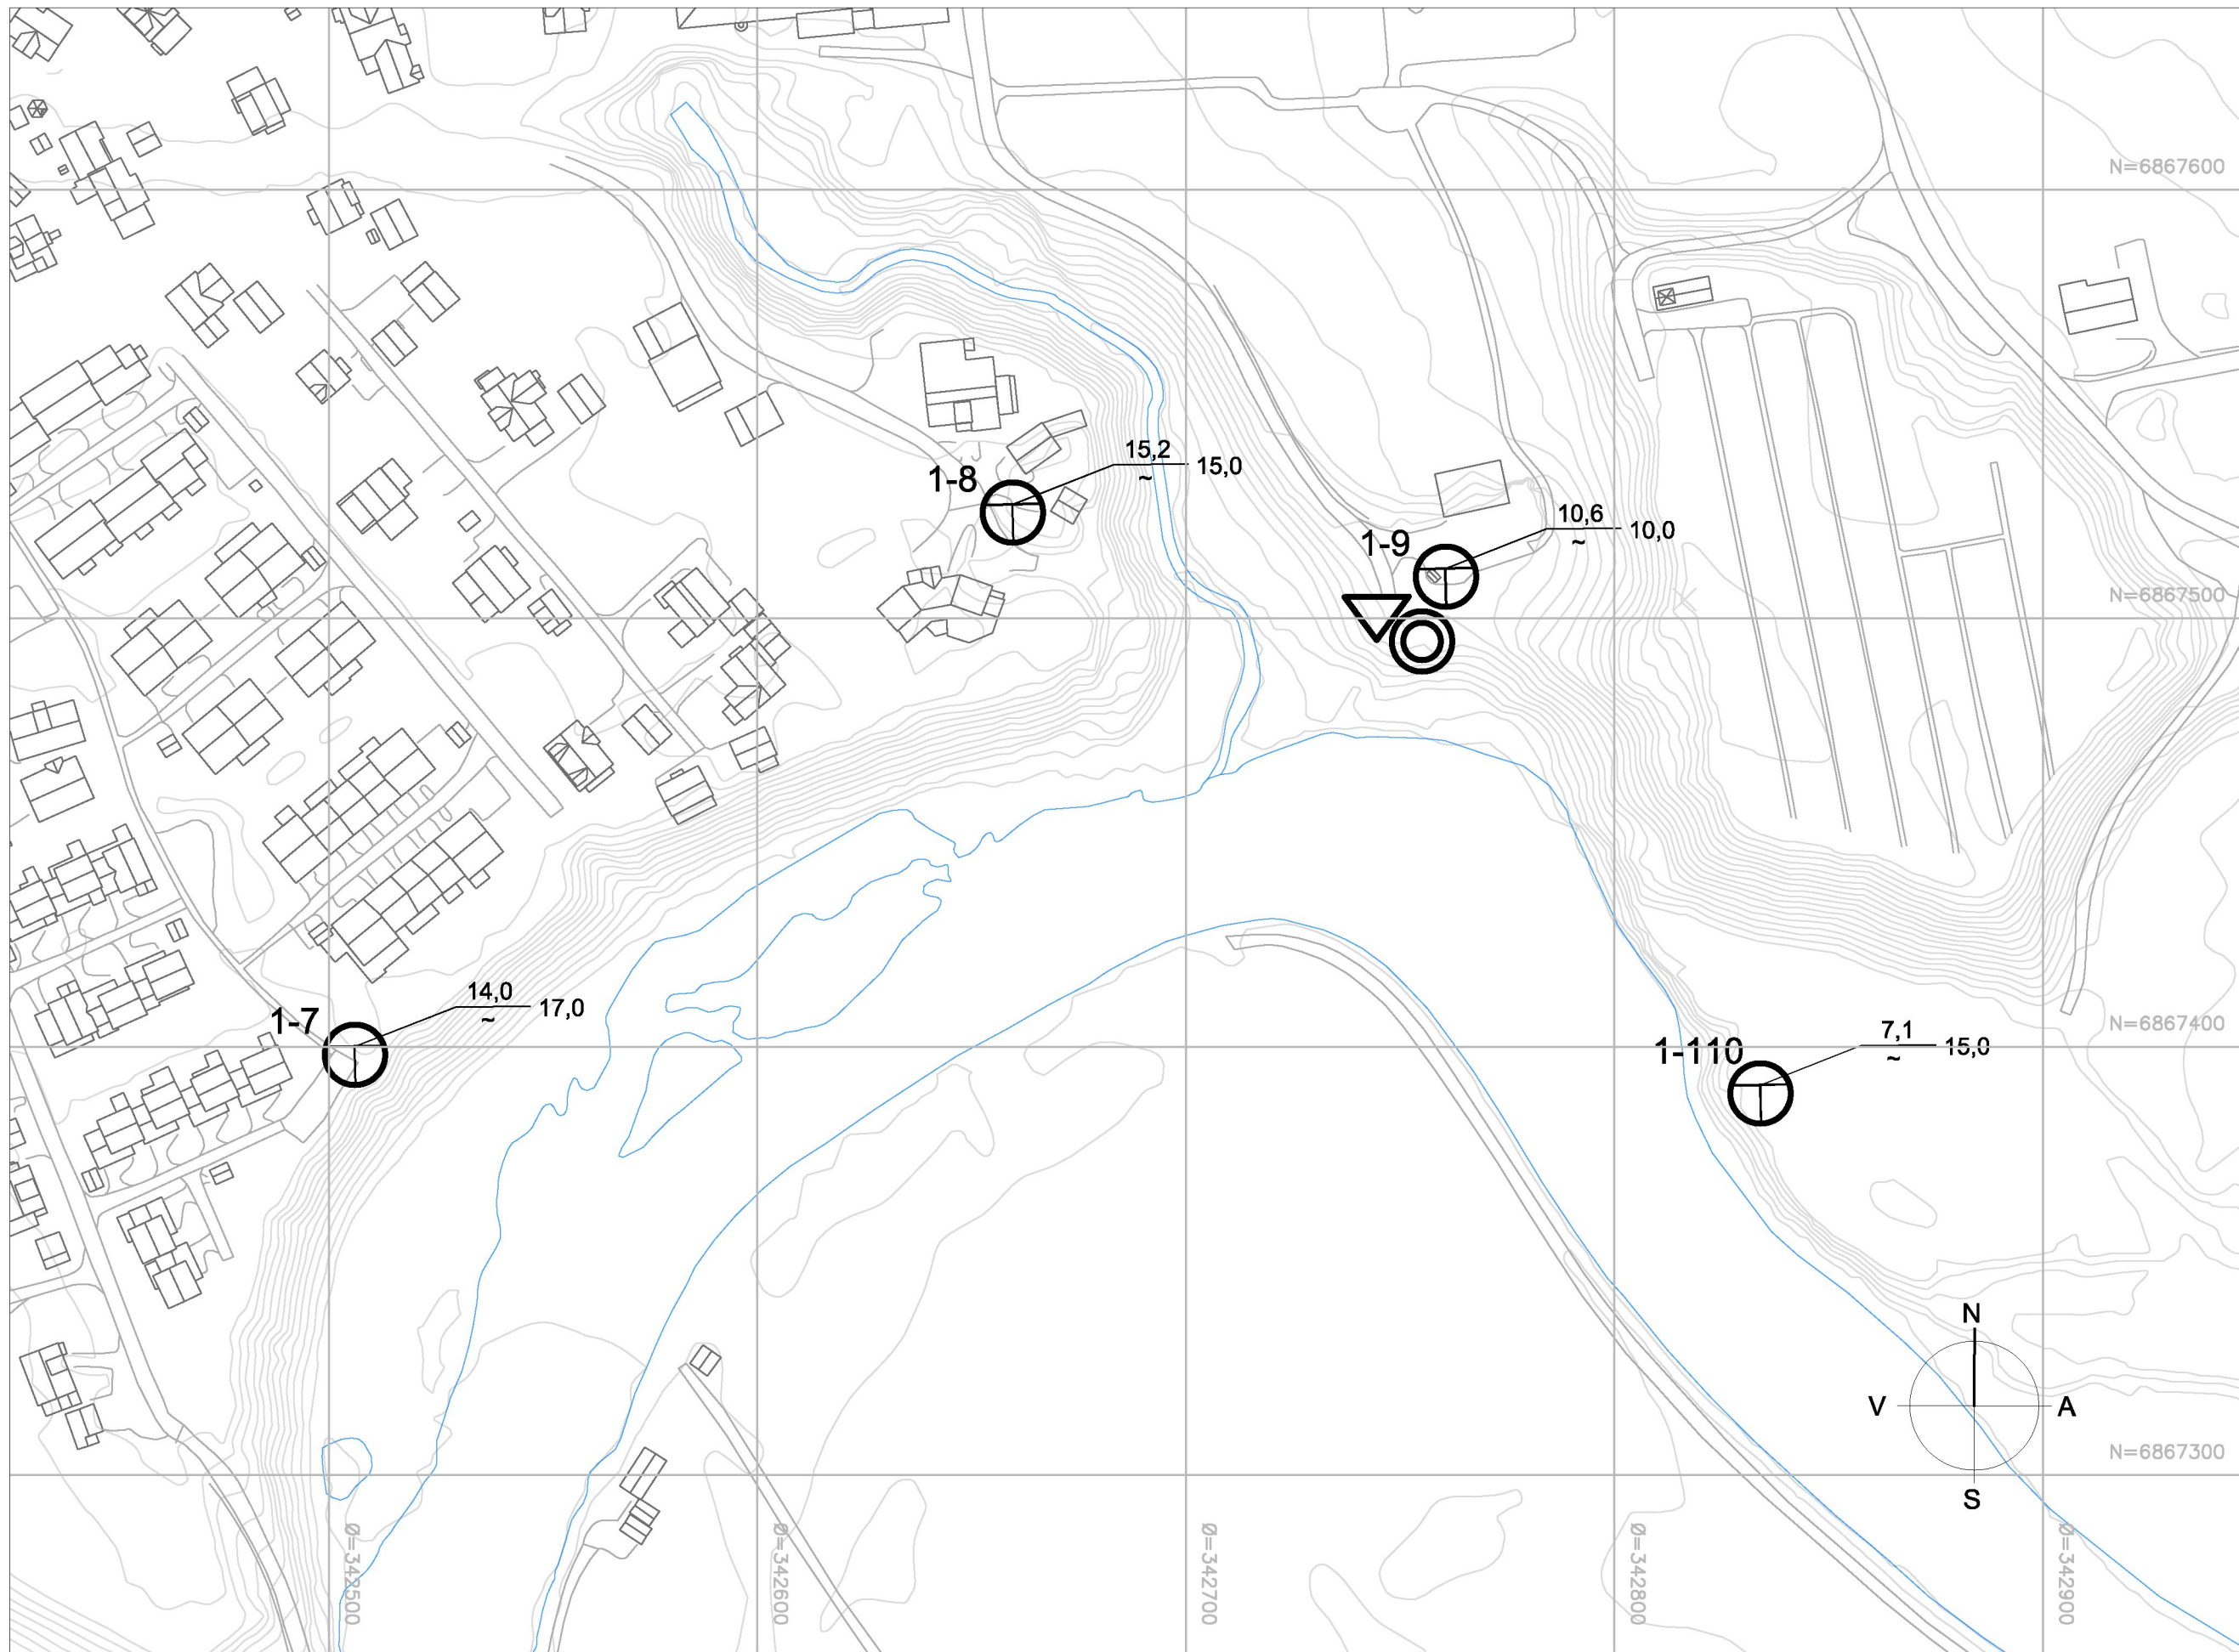 N=6867600
15,2
1-8
~
15,0
10,6
1-9
~
10,0
N=6867500
14,0
1-7
~
17,0
N=6867400
7,1
1-110
~
15,0
N
V
A
S
N=6867300
Ø=342500
Ø=342600
Ø=342700
Ø=342800
Ø=342900